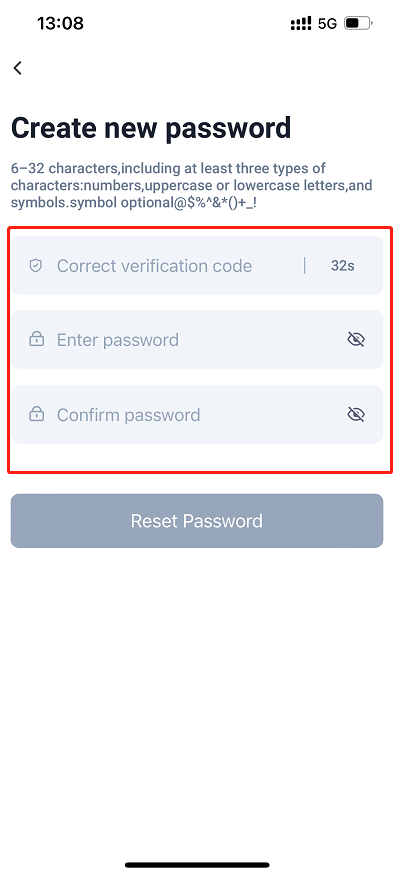 13:08 5G
Create new password
6–32 characters,including at least three types of
characters:numbers,uppercase or lowercase letters,and
symbols.symbol optional@$%^&*()+_!
Correct verification code | 32s
Enter password
Confirm password
Reset Password